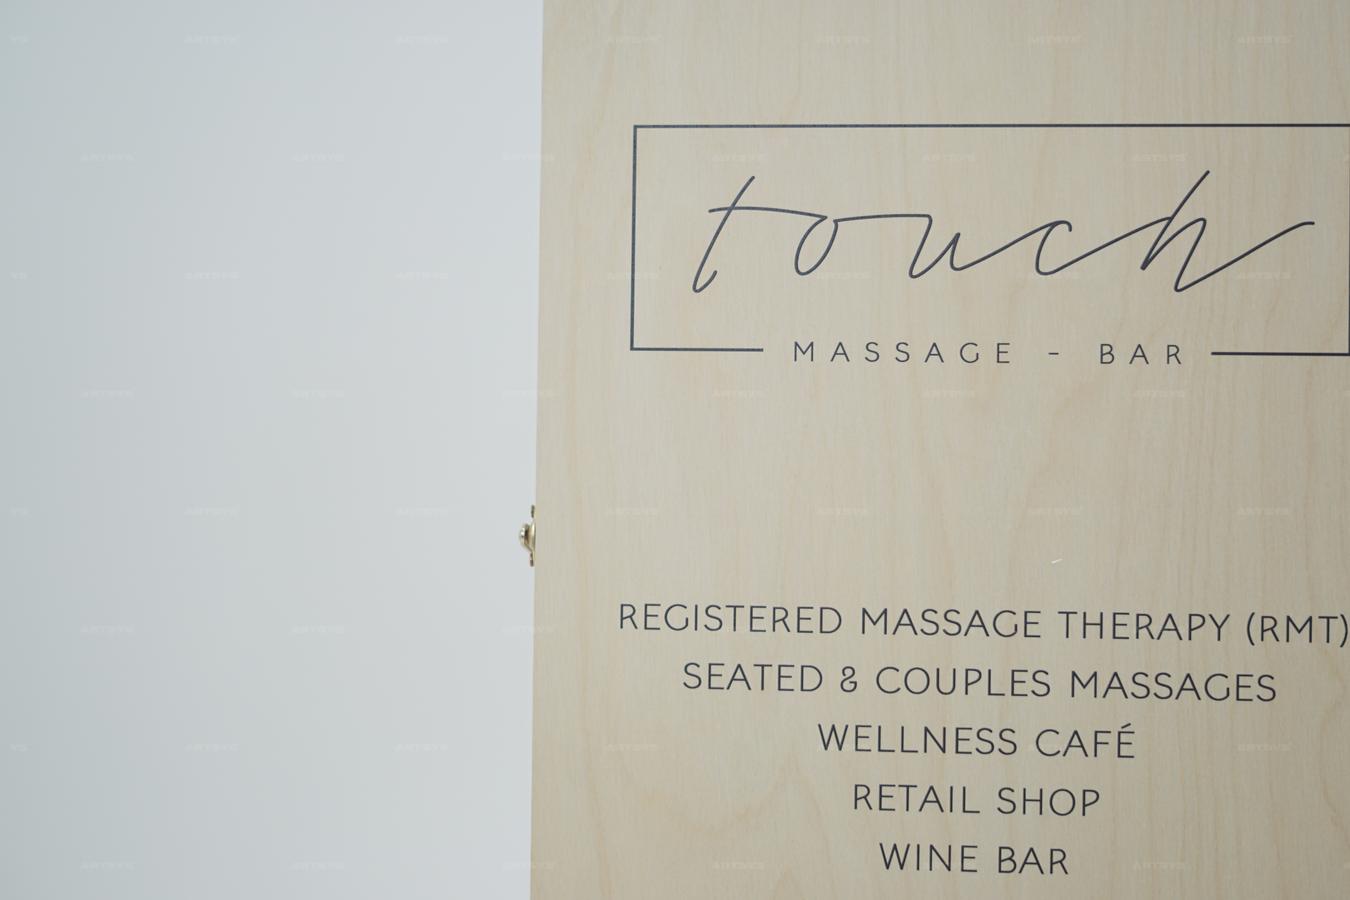 touch
MASSAGE - BAR
REGISTERED MASSAGE THERAPY (RMT)
SEATED & COUPLES MASSAGES
WELLNESS CAFÉ
RETAIL SHOP
WINE BAR